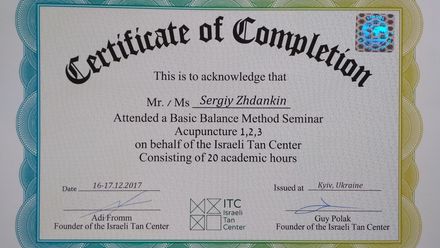 Certificate of Completion
This is to acknowledge that
Mr. / Ms Sergiy Zhdankin
Attended a Basic Balance Method Seminar
Acupuncture 1,2,3
on behalf of the Israeli Tan Center
Consisting of 20 academic hours
Date 16-17.12.2017
Issued at Kyiv, Ukraine
Adi Fromm
Founder of the Israeli Tan Center
ITC
Israeli
Tan
Center
Guy Polak
Founder of the Israeli Tan Center